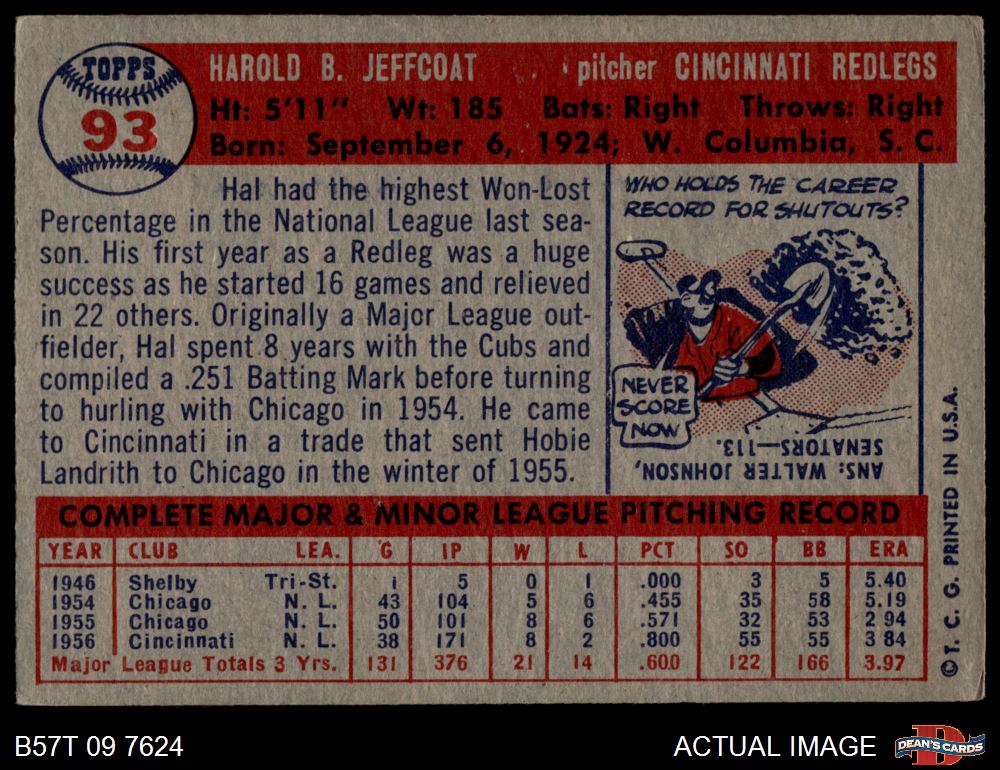 TOPPS
93
HAROLD B. JEFFCOAT pitcher CINCINNATI REDLEGS
Ht: 5'11" Wt: 185 Bats: Right Throws: Right
Born: September 6, 1924; W. Columbia, S. C.
Hal had the highest Won-Lost
Percentage in the National League last sea-
son. His first year as a Redleg was a huge
success as he started 16 games and relieved
in 22 others. Originally a Major League out-
fielder, Hal spent 8 years with the Cubs and
compiled a .251 Batting Mark before turning
to hurling with Chicago in 1954. He came
to Cincinnati in a trade that sent Hobie
Landrith to Chicago in the winter of 1955.
WHO HOLDS THE CAREER
RECORD FOR SHUTOUTS?
NEVER
SCORE
NOW
ANS: WALTER JOHNSON,
SENATORS—113.
COMPLETE MAJOR & MINOR LEAGUE PITCHING RECORD
YEAR CLUB LEA. G IP W L PCT SO BB ERA
1946 Shelby Tri-St. 1 5 0 1 .000 3 5 5.40
1954 Chicago N. L. 43 104 5 6 .455 35 58 5.19
1955 Chicago N. L. 50 101 8 6 .571 32 53 2 94
1956 Cincinnati N. L. 38 171 8 2 .800 55 55 3 84
Major League Totals 3 Yrs. 131 376 21 14 .600 122 166 3.97
© T. C. G. PRINTED IN U.S.A.
B57T 09 7624
ACTUAL IMAGE
D
DEAN'S CARDS